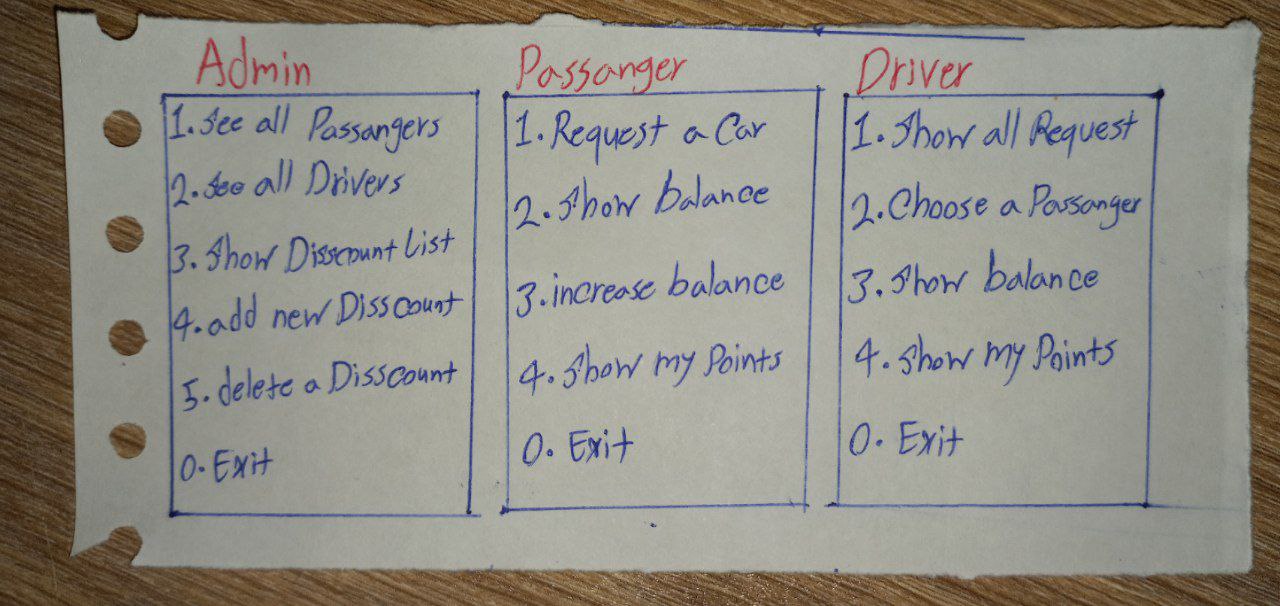 Admin
1. See all Passangers
2. See all Drivers
3. Show Disscount List
4. add new Disscount
5. delete a Disscount
0. Exit
Passanger
1. Request a Car
2. Show balance
3. increase balance
4. Show my Points
0. Exit
Driver
1. Show all Request
2. Choose a Passanger
3. Show balance
4. Show my Points
0. Exit